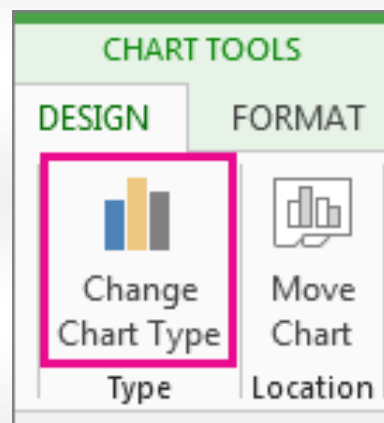 CHART TOOLS
DESIGN FORMAT
Change Move
Chart Type Chart
Type Location